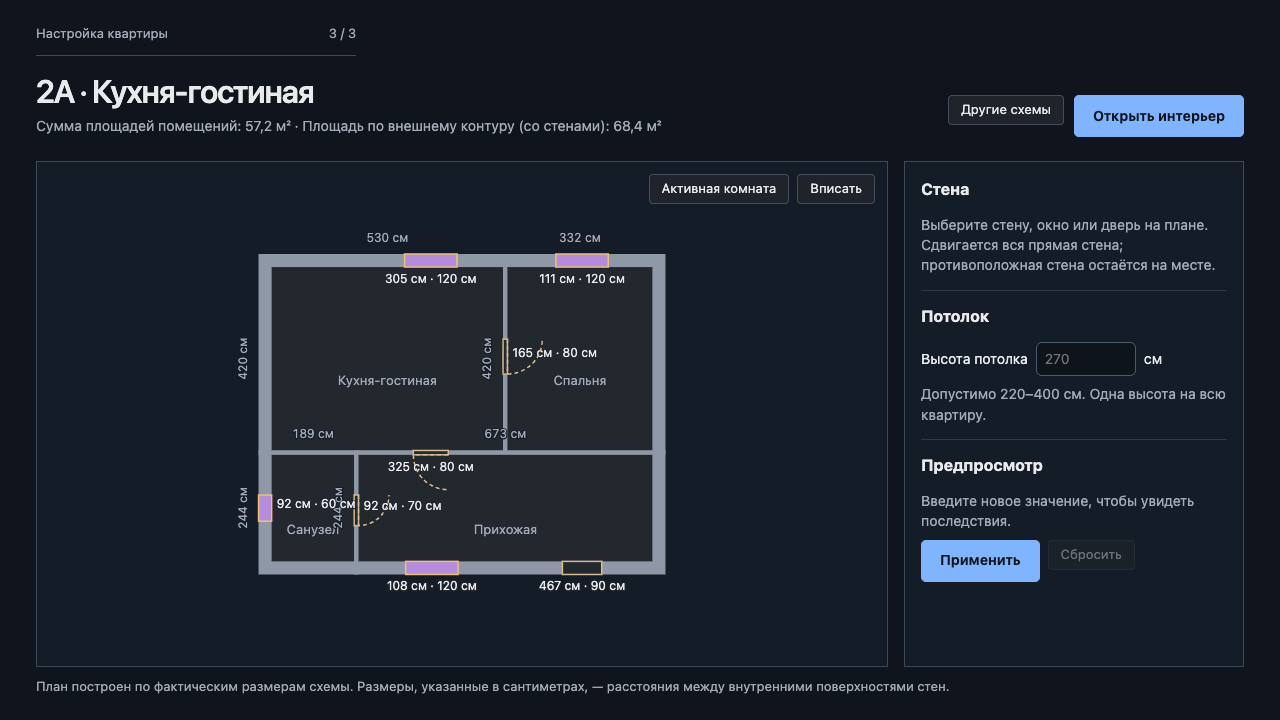 Настройка квартиры
3 / 3
2А · Кухня-гостиная
Сумма площадей помещений: 57,2 м² · Площадь по внешнему контуру (со стенами): 68,4 м²
Другие схемы
Открыть интерьер
Активная комната
Вписать
530 см
332 см
305 см · 120 см
111 см · 120 см
420 см
420 см
165 см · 80 см
Кухня-гостиная
Спальня
189 см
673 см
325 см · 80 см
244 см
92 см · 60 см
244 см
92 см · 70 см
Санузел
Прихожая
108 см · 120 см
467 см · 90 см
Стена
Выберите стену, окно или дверь на плане.
Сдвигается вся прямая стена;
противоположная стена остаётся на месте.
Потолок
Высота потолка
270
см
Допустимо 220–400 см. Одна высота на всю
квартиру.
Предпросмотр
Введите новое значение, чтобы увидеть
последствия.
Применить
Сбросить
План построен по фактическим размерам схемы. Размеры, указанные в сантиметрах, — расстояния между внутренними поверхностями стен.